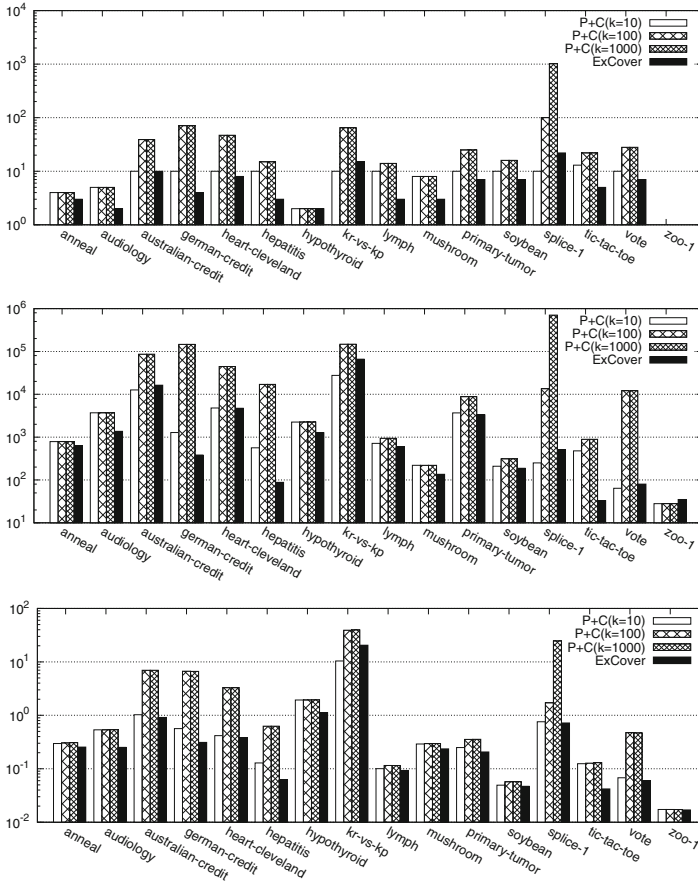 10^4
10^3
10^2
10^1
10^0
P+C(k=10)
P+C(k=100)
P+C(k=1000)
ExCover
anneal
audiology
australian-credit
german-credit
heart-cleveland
hepatitis
hypothyroid
kr-vs-kp
lymph
mushroom
primary-tumor
soybean
splice-1
tic-tac-toe
vote
zoo-1
10^6
10^5
10^4
10^3
10^2
10^1
P+C(k=10)
P+C(k=100)
P+C(k=1000)
ExCover
anneal
audiology
australian-credit
german-credit
heart-cleveland
hepatitis
hypothyroid
kr-vs-kp
lymph
mushroom
primary-tumor
soybean
splice-1
tic-tac-toe
vote
zoo-1
10^2
10^1
10^0
10^-1
10^-2
P+C(k=10)
P+C(k=100)
P+C(k=1000)
ExCover
anneal
audiology
australian-credit
german-credit
heart-cleveland
hepatitis
hypothyroid
kr-vs-kp
lymph
mushroom
primary-tumor
soybean
splice-1
tic-tac-toe
vote
zoo-1